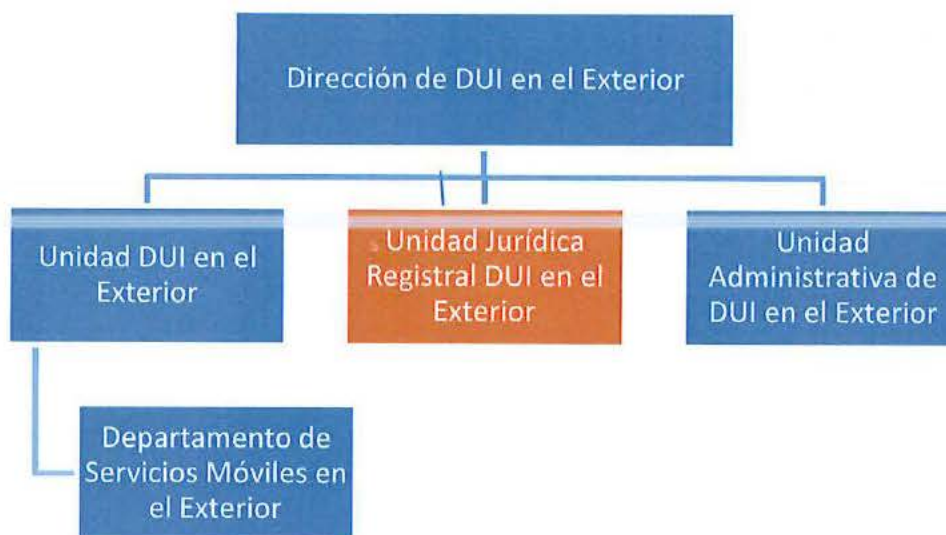 Dirección de DUI en el Exterior
Unidad DUI en el
Exterior
Unidad Jurídica
Registral DUI en el
Exterior
Unidad
Administrativa de
DUI en el Exterior
Departamento de
Servicios Móviles en
el Exterior